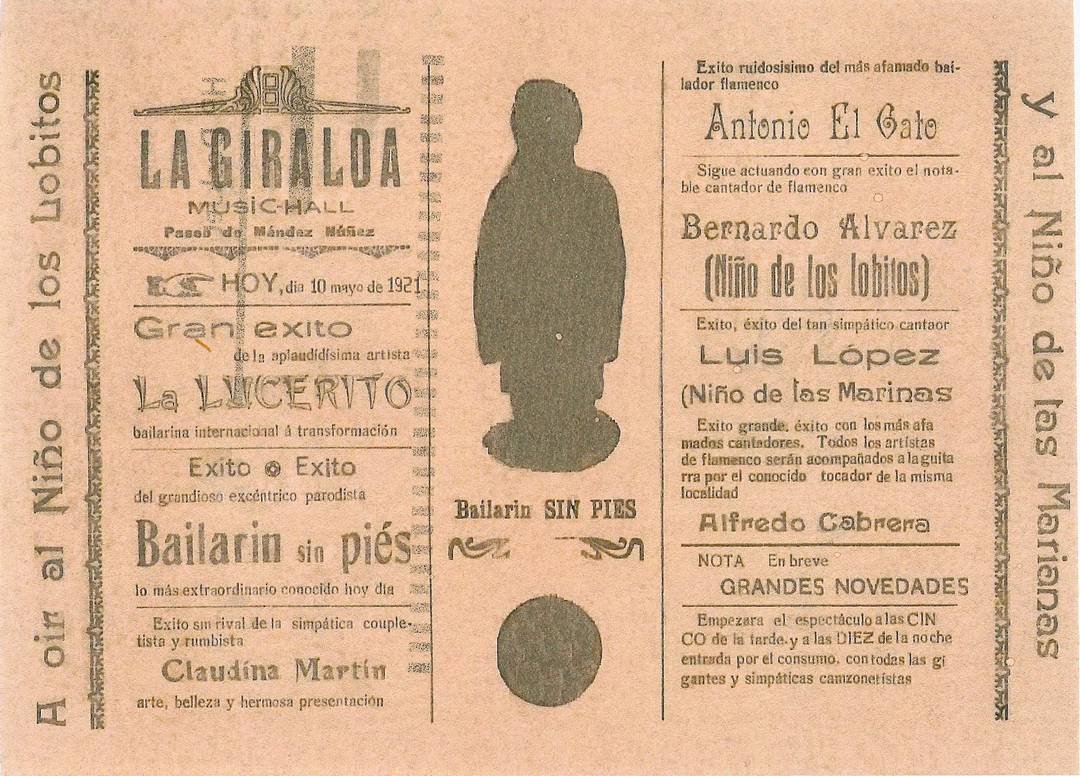 A oir al Niño de los Lobitos
LA GIRALDA
MUSIC-HALL
Paseo de Méndez Núñez
HOY, dia 10 mayo de 1921
Gran exito
de la aplaudidísima artista
La LUCERITO
bailarina internacional á transformación
Exito Exito
del grandioso excéntrico parodista
Bailarin sin piés
lo más extraordinario conocido hoy dia
Exito sin rival de la simpática couple-
tista y rumbista
Claudina Martín
arte, belleza y hermosa presentación
Bailarin SIN PIES
Exito ruidosisimo del más afamado bai-
lador flamenco
Antonio El Gato
Sigue actuando con gran exito el nota-
ble cantador de flamenco
Bernardo Alvarez
(Niño de los lobitos)
Exito, éxito del tan simpático cantaor
Luis López
(Niño de las Marinas
Exito grande, éxito con los más afa
mados cantadores. Todos los artistas
de flamenco serán acompañados a la guita
rra por el conocido tocador de la misma
localidad
Alfredo Cabrera
NOTA En breve
GRANDES NOVEDADES
Empezara el espectáculo a las CIN
CO de la tarde y a las DIEZ de la noche
entrada por el consumo. con todas las gi
gantes y simpáticas camzonetistas
y al Niño de las Marianas